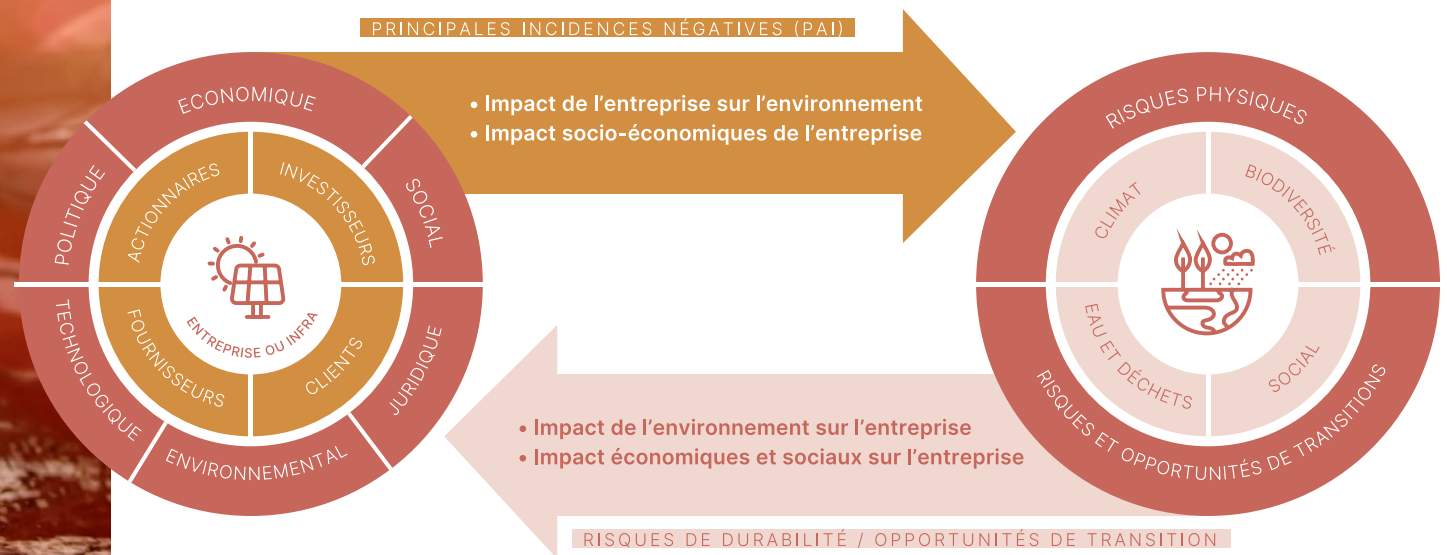 PRINCIPALES INCIDENCES NÉGATIVES (PAI)
• Impact de l’entreprise sur l’environnement
• Impact socio-économiques de l’entreprise
ECONOMIQUE
SOCIAL
JURIDIQUE
ENVIRONNEMENTAL
TECHNOLOGIQUE
POLITIQUE
ACTIONNAIRES
INVESTISSEURS
CLIENTS
FOURNISSEURS
ENTREPRISE OU INFRA
RISQUES PHYSIQUES
CLIMAT
BIODIVERSITÉ
EAU ET DÉCHETS
SOCIAL
RISQUES ET OPPORTUNITÉS DE TRANSITIONS
• Impact de l’environnement sur l’entreprise
• Impact économiques et sociaux sur l’entreprise
RISQUES DE DURABILITÉ / OPPORTUNITÉS DE TRANSITION